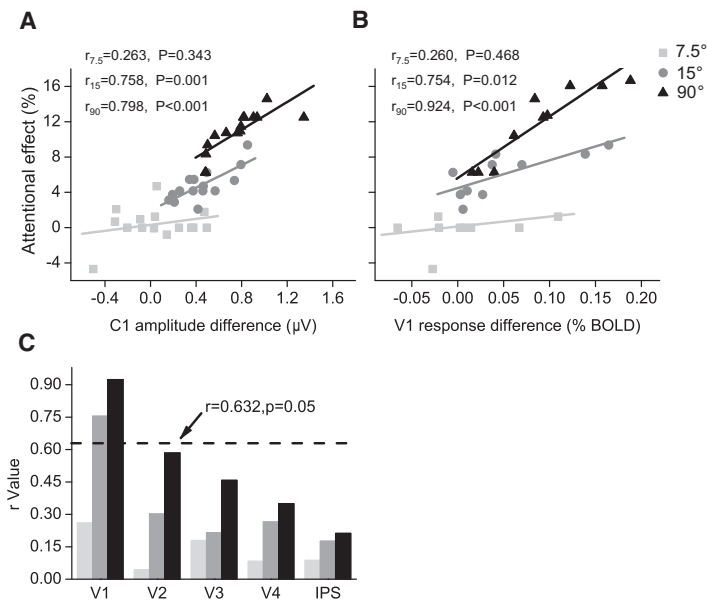 A
B
r7.5=0.263, P=0.343
r15=0.758, P=0.001
r90=0.798, P<0.001
r7.5=0.260, P=0.468
r15=0.754, P=0.012
r90=0.924, P<0.001
7.5°
15°
90°
Attentional effect (%)
16
12
8
4
0
-4
-0.4 0.0 0.4 0.8 1.2 1.6
C1 amplitude difference (µV)
-0.05 0.00 0.05 0.10 0.15 0.20
V1 response difference (% BOLD)
C
r Value
0.90
0.75
0.60
0.45
0.30
0.15
0.00
r=0.632,p=0.05
V1 V2 V3 V4 IPS